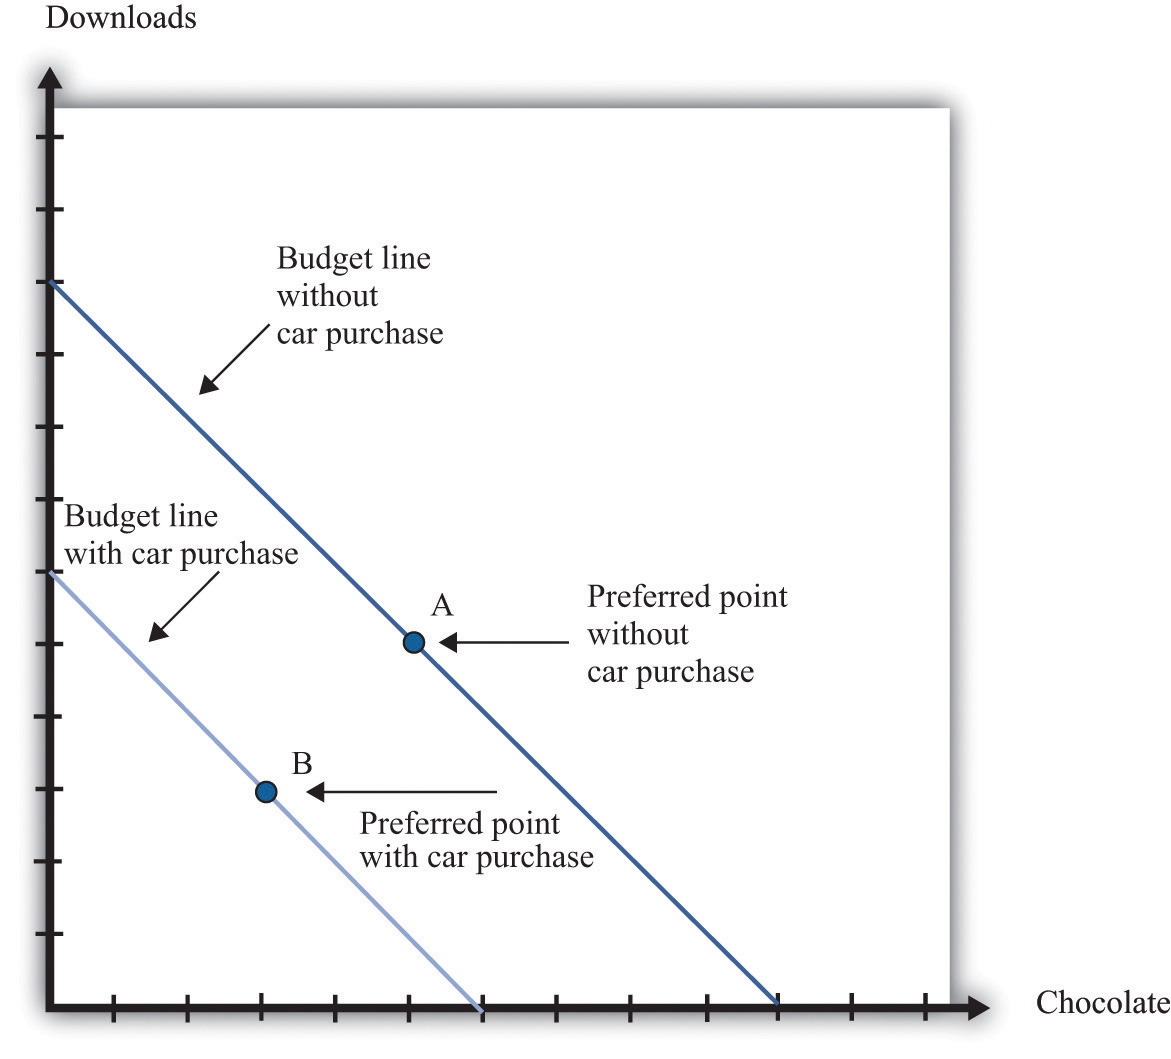 Downloads
Budget line
without
car purchase
Budget line
with car purchase
A
Preferred point
without
car purchase
B
Preferred point
with car purchase
Chocolate